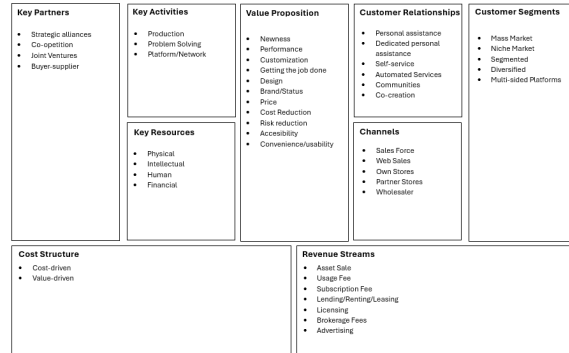 Key Partners
Strategic alliances
Co-opetition
Joint Ventures
Buyer-supplier
Key Activities
Production
Problem Solving
Platform/Network
Key Resources
Physical
Intellectual
Human
Financial
Value Proposition
Newness
Performance
Customization
Getting the job done
Design
Brand/Status
Price
Cost Reduction
Risk reduction
Accesibility
Convenience/usability
Customer Relationships
Personal assistance
Dedicated personal
assistance
Self-service
Automated Services
Communities
Co-creation
Channels
Sales Force
Web Sales
Own Stores
Partner Stores
Wholesaler
Customer Segments
Mass Market
Niche Market
Segmented
Diversified
Multi-sided Platforms
Cost Structure
Cost-driven
Value-driven
Revenue Streams
Asset Sale
Usage Fee
Subscription Fee
Lending/Renting/Leasing
Licensing
Brokerage Fees
Advertising